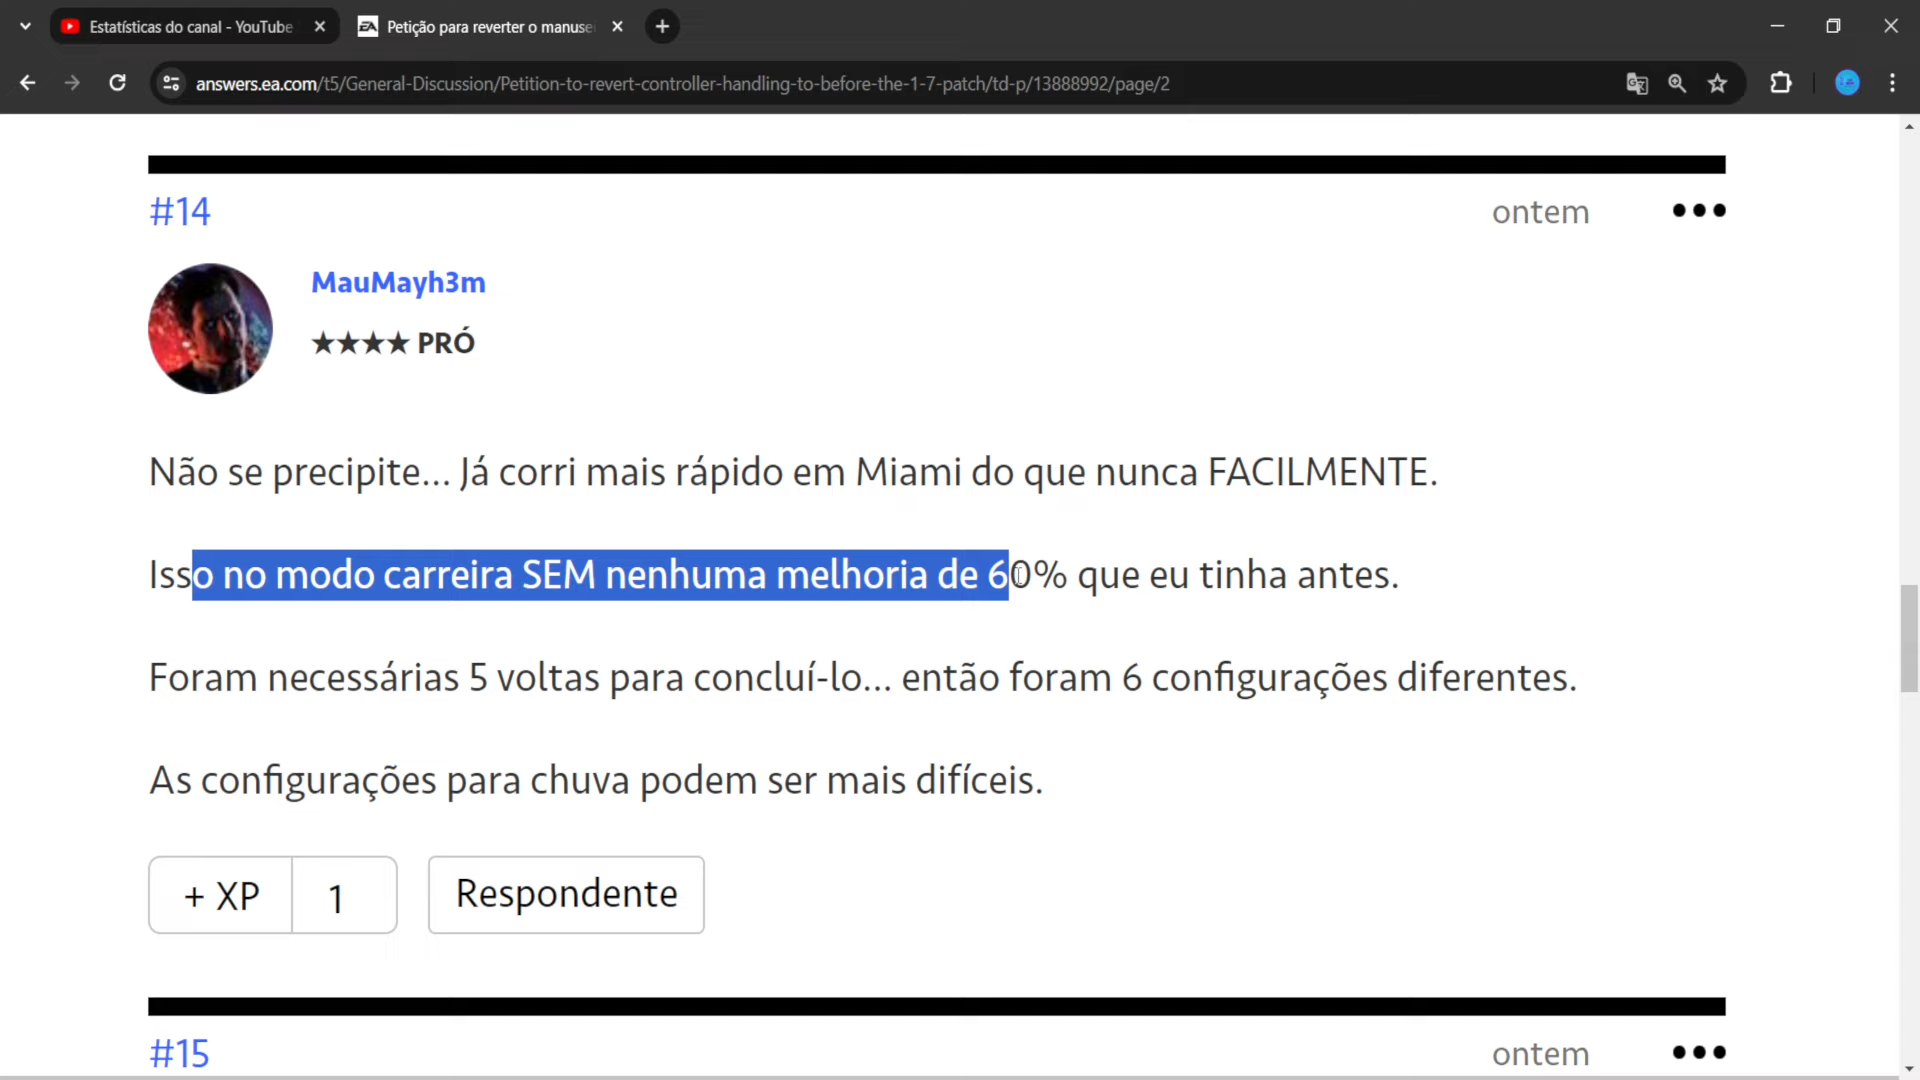 Estatísticas do canal - YouTube
Petição para reverter o manuse
answers.ea.com/t5/General-Discussion/Petition-to-revert-controller-handling-to-before-the-1-7-patch/td-p/13888992/page/2
#14
ontem
MauMayh3m
★★★★ PRÓ
Não se precipite... Já corri mais rápido em Miami do que nunca FACILMENTE.
Isso no modo carreira SEM nenhuma melhoria de 60% que eu tinha antes.
Foram necessárias 5 voltas para concluí-lo... então foram 6 configurações diferentes.
As configurações para chuva podem ser mais difíceis.
+ XP 1 Respondente
#15
ontem